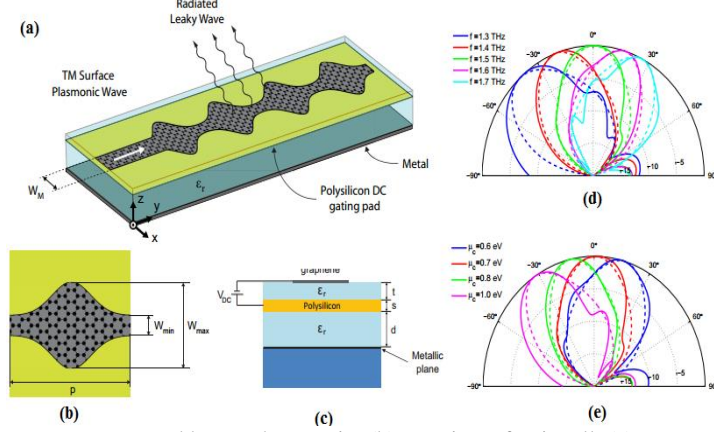 (a)
Radiated
Leaky Wave
TM Surface
Plasmonic Wave
Metal
Polysilicon DC
gating pad
W_M
ε_r
z
y
x
W_min
W_max
p
(b)
graphene
V_DC
ε_r
t
Polysilicon
s
ε_r
d
Metallic
plane
(c)
f=1.3 THz
f=1.4 THz
f=1.5 THz
f=1.6 THz
f=1.7 THz
0°
-30°
30°
-60°
60°
-90°
90°
-15
-10
-5
(d)
μ_c=0.6 eV
μ_c=0.7 eV
μ_c=0.8 eV
μ_c=1.0 eV
0°
-30°
30°
-60°
60°
-90°
90°
-15
-10
-5
(e)